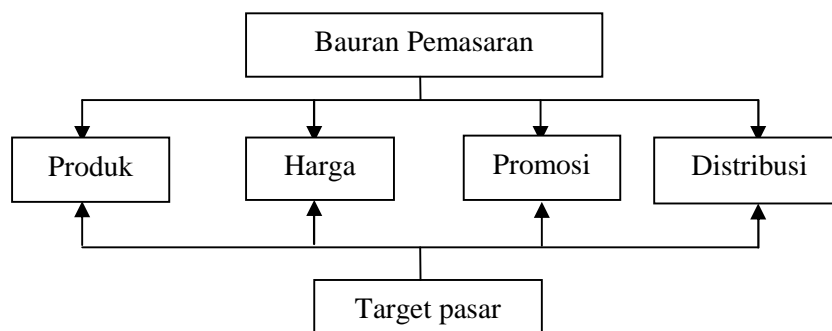 Bauran Pemasaran
Produk
Harga
Promosi
Distribusi
Target pasar